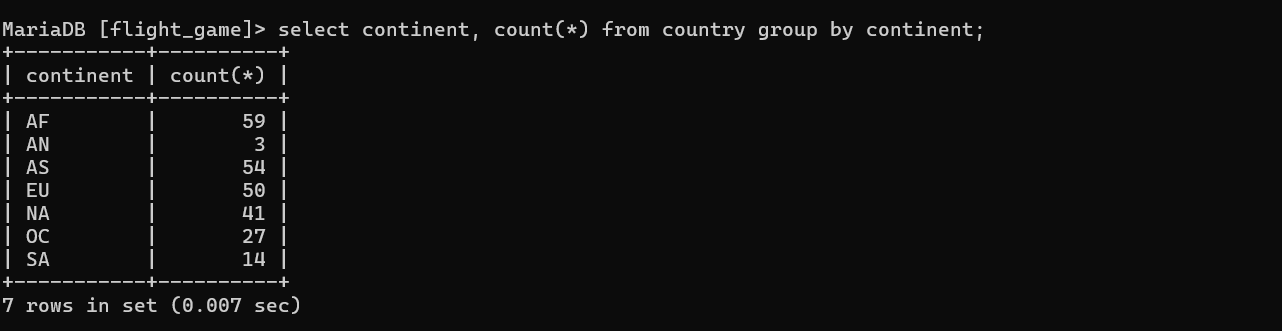 MariaDB [flight_game]> select continent, count(*) from country group by continent;
+-----------+----------+
| continent | count(*) |
+-----------+----------+
| AF        |       59 |
| AN        |        3 |
| AS        |       54 |
| EU        |       50 |
| NA        |       41 |
| OC        |       27 |
| SA        |       14 |
+-----------+----------+
7 rows in set (0.007 sec)